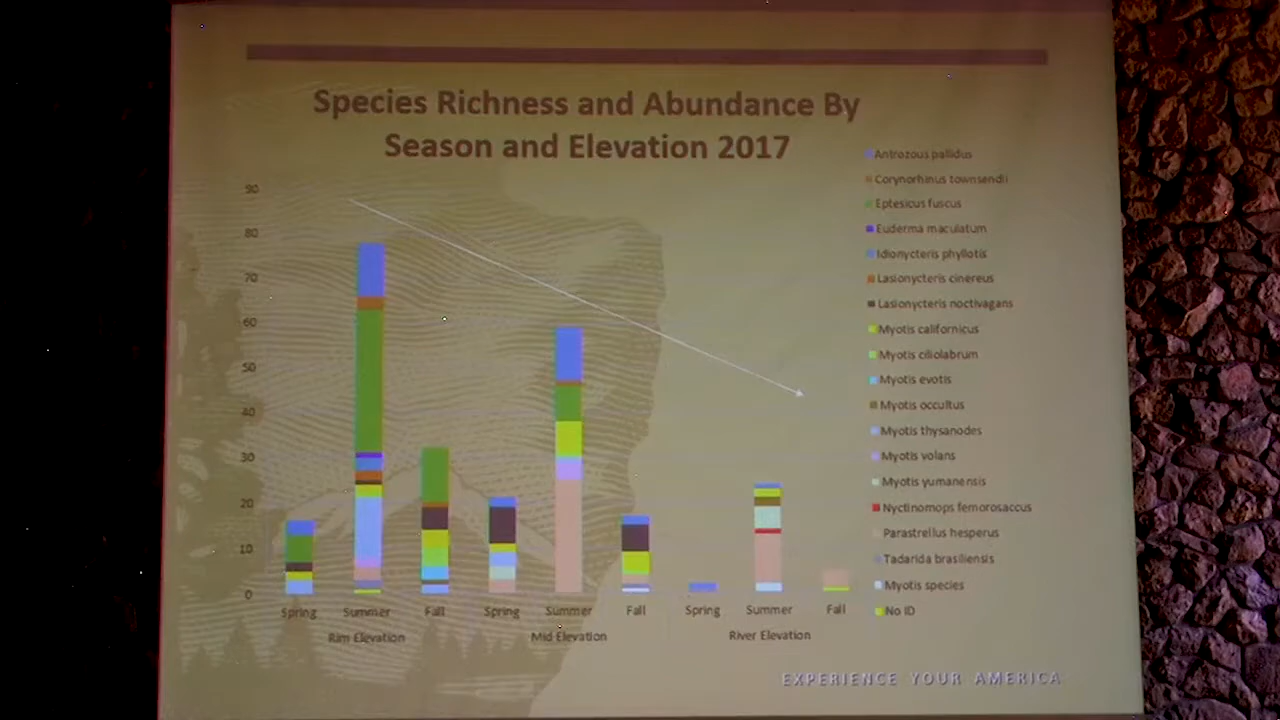 Species Richness and Abundance By
Season and Elevation 2017
Antrozous pallidus
Corynorhinus townsendii
Eptesicus fuscus
Euderma maculatum
Idionycteris phyllotis
Lasionycteris cinereus
Lasionycteris noctivagans
Myotis californicus
Myotis ciliolabrum
Myotis evotis
Myotis occultus
Myotis thysanodes
Myotis volans
Myotis yumanensis
Nyctinomops femorosaccus
Parastrellus hesperus
Tadarida brasiliensis
Myotis species
No ID
90
80
70
60
50
40
30
20
10
0
Spring Summer Fall Spring Summer Fall Spring Summer Fall
Rim Elevation Mid Elevation River Elevation
EXPERIENCE YOUR AMERICA